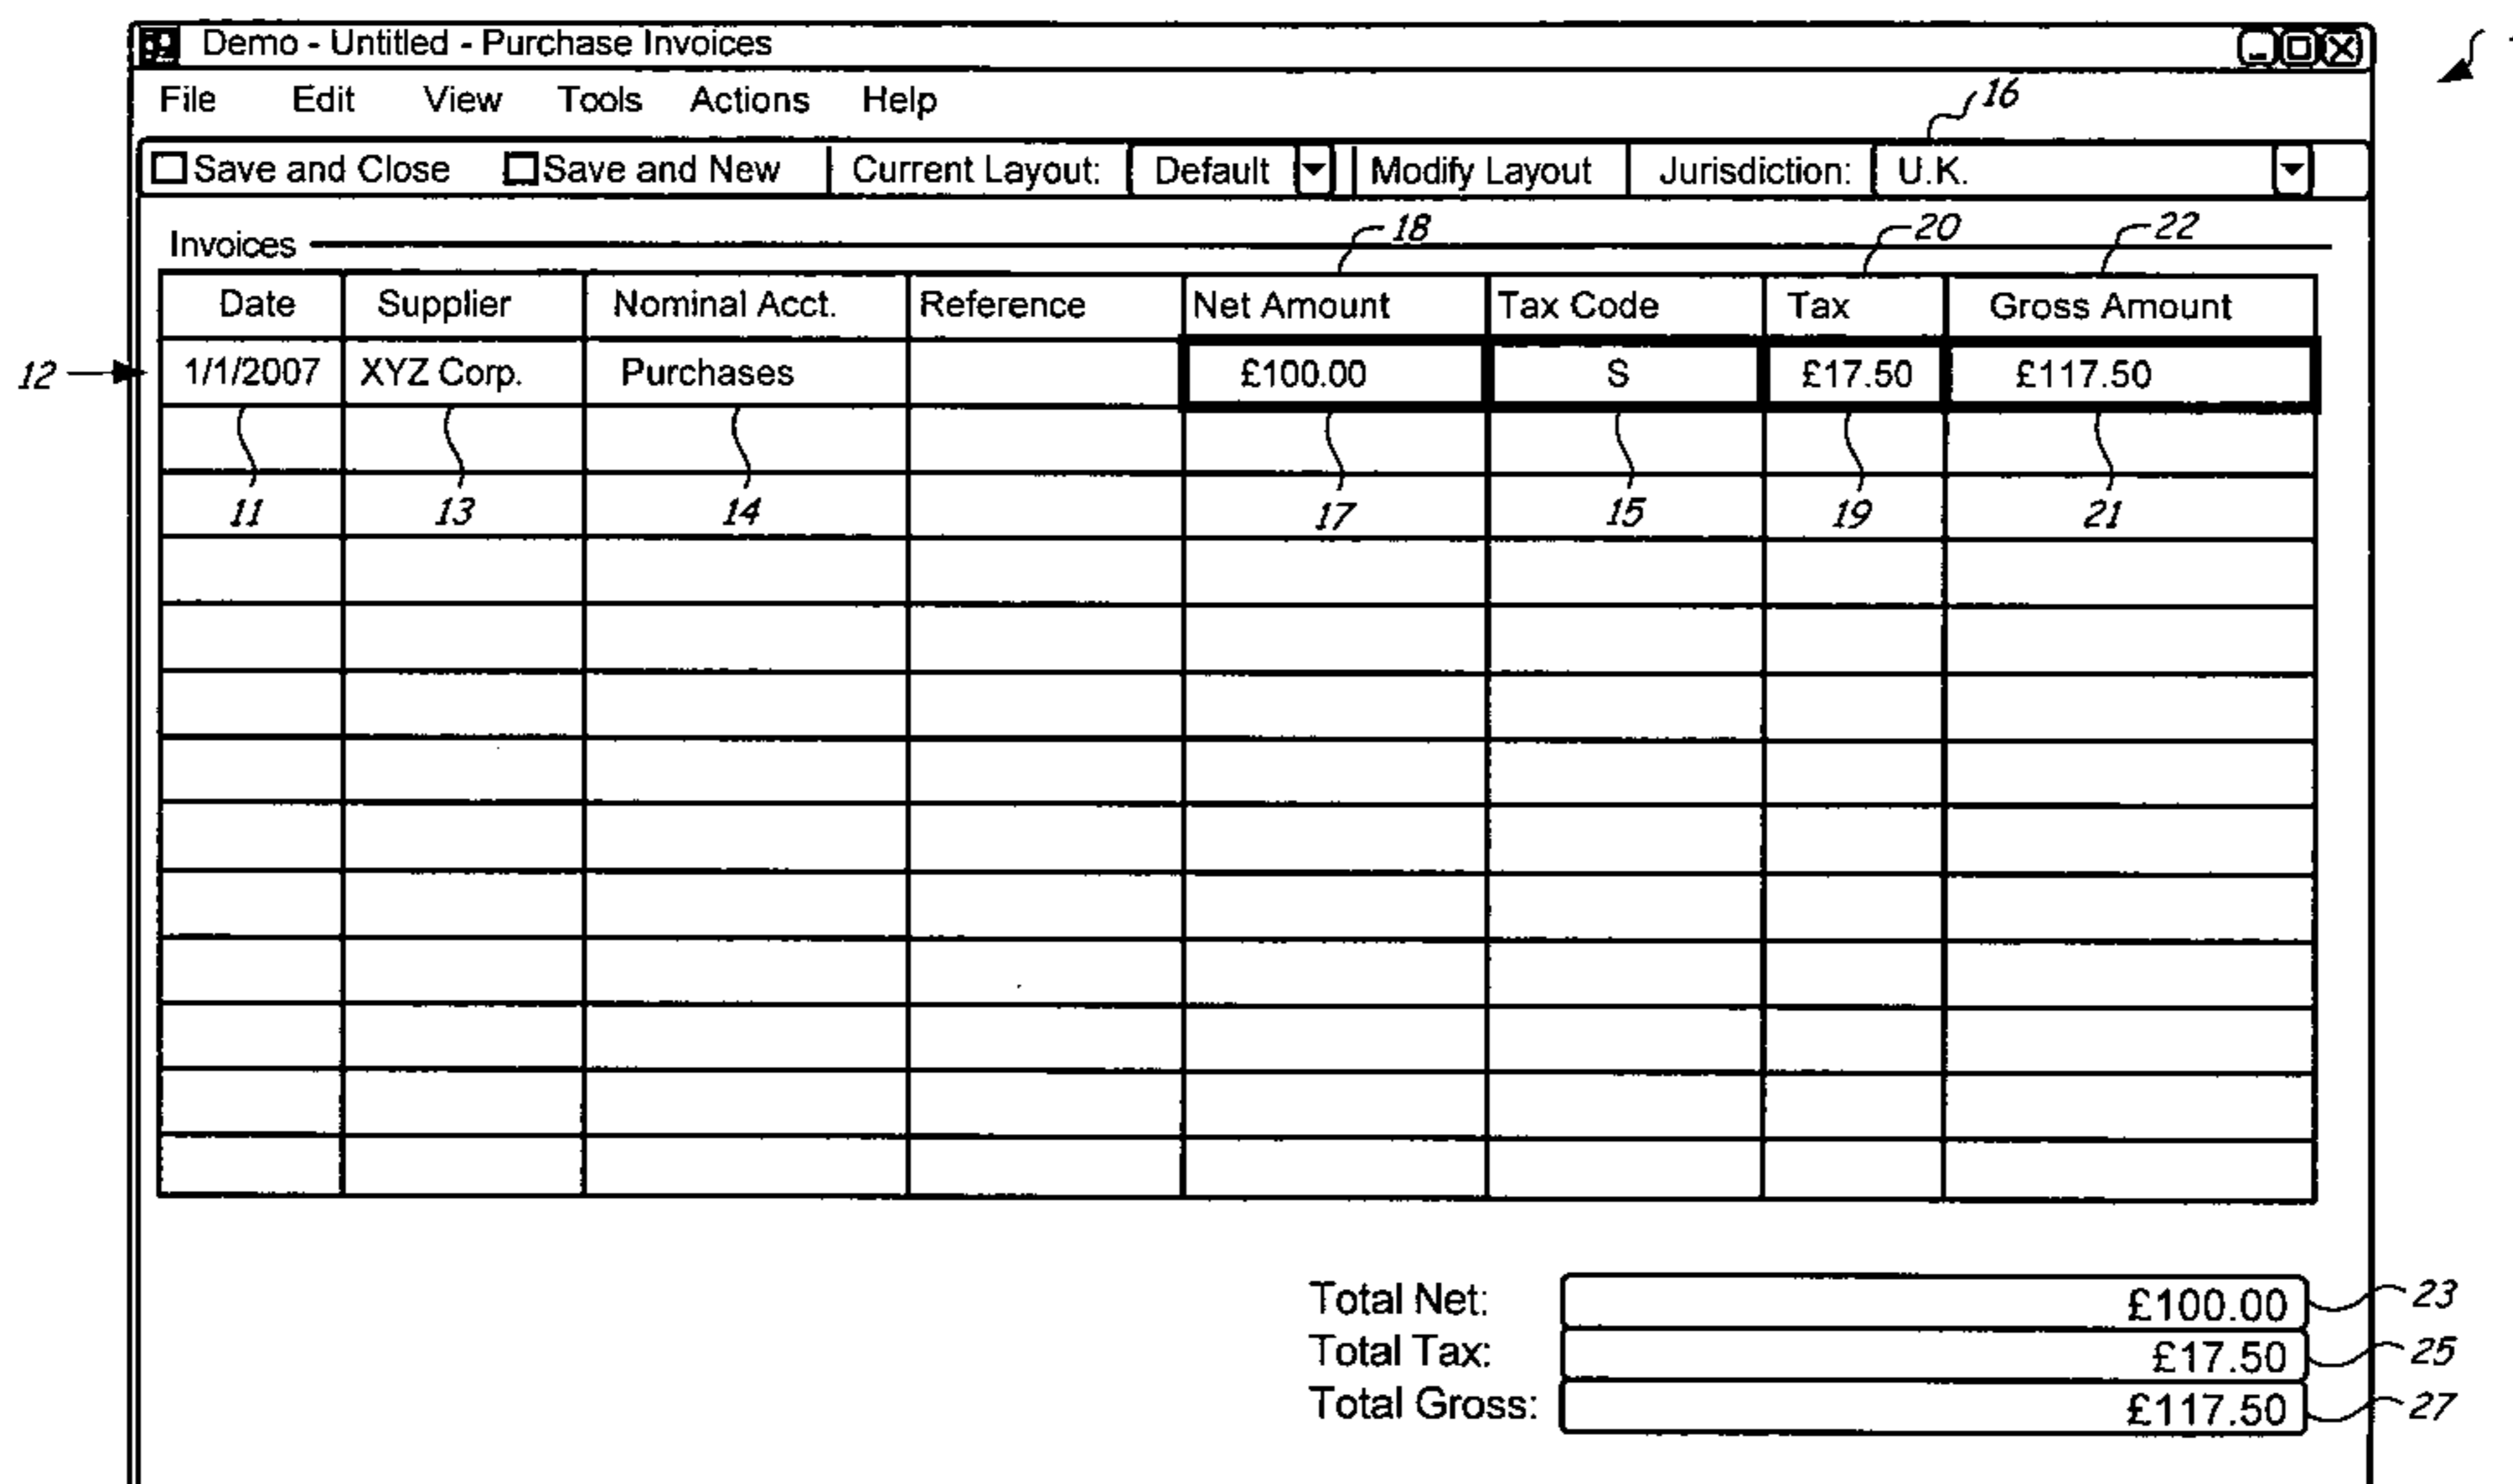 Demo - Untitled - Purchase Invoices
File Edit View Tools Actions Help
16
Save and Close Save and New Current Layout: Default Modify Layout Jurisdiction: U.K.
18 20 22
Invoices
Date Supplier Nominal Acct. Reference Net Amount Tax Code Tax Gross Amount
12 1/1/2007 XYZ Corp. Purchases £100.00 S £17.50 £117.50
11 13 14 17 15 19 21
Total Net: £100.00 23
Total Tax: £17.50 25
Total Gross: £117.50 27